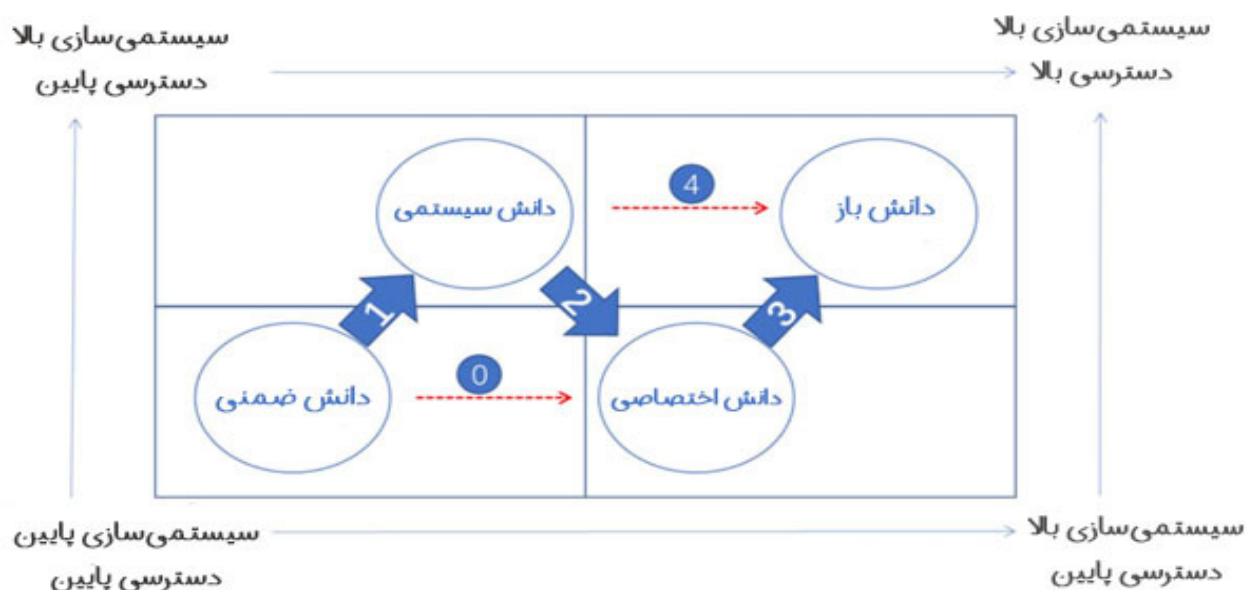 سیستمی‌سازی بالا
سیستمی‌سازی بالا
دسترسی بالا
دسترسی پایین
4
دانش باز
دانش سیستمی
1
2
3
0
دانش اختصاصی
دانش ضمنی
سیستمی‌سازی بالا
سیستمی‌سازی پایین
دسترسی پایین
دسترسی پایین